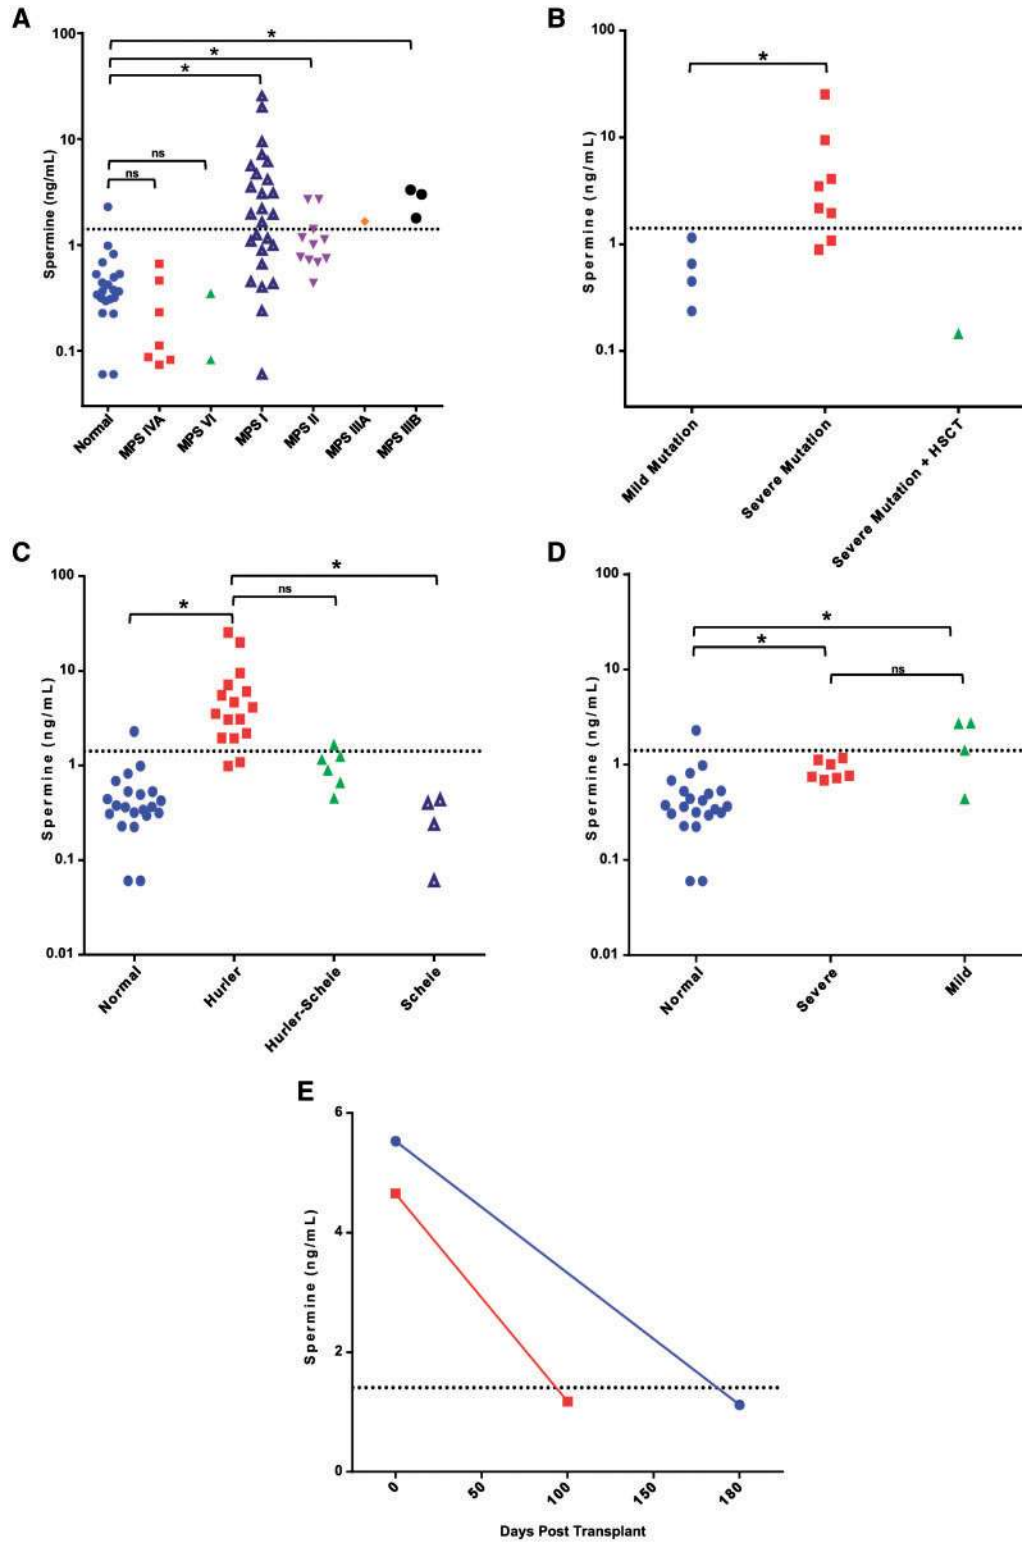 A
Spermine (ng/mL)
100
10
1
0.1
*
*
*
ns
ns
Normal
MPS IVA
MPS VI
MPS I
MPS II
MPS IIIA
MPS IIIB
B
Spermine (ng/mL)
100
10
1
0.1
*
Mild Mutation
Severe Mutation
Severe Mutation + HSCT
C
Spermine (ng/mL)
100
10
1
0.1
0.01
*
ns
*
Normal
Hurler
Hurler-Scheie
Scheie
D
Spermine (ng/mL)
100
10
1
0.1
0.01
*
*
ns
Normal
Severe
Mild
E
Spermine (ng/mL)
6
4
2
0
0
50
100
150
180
Days Post Transplant